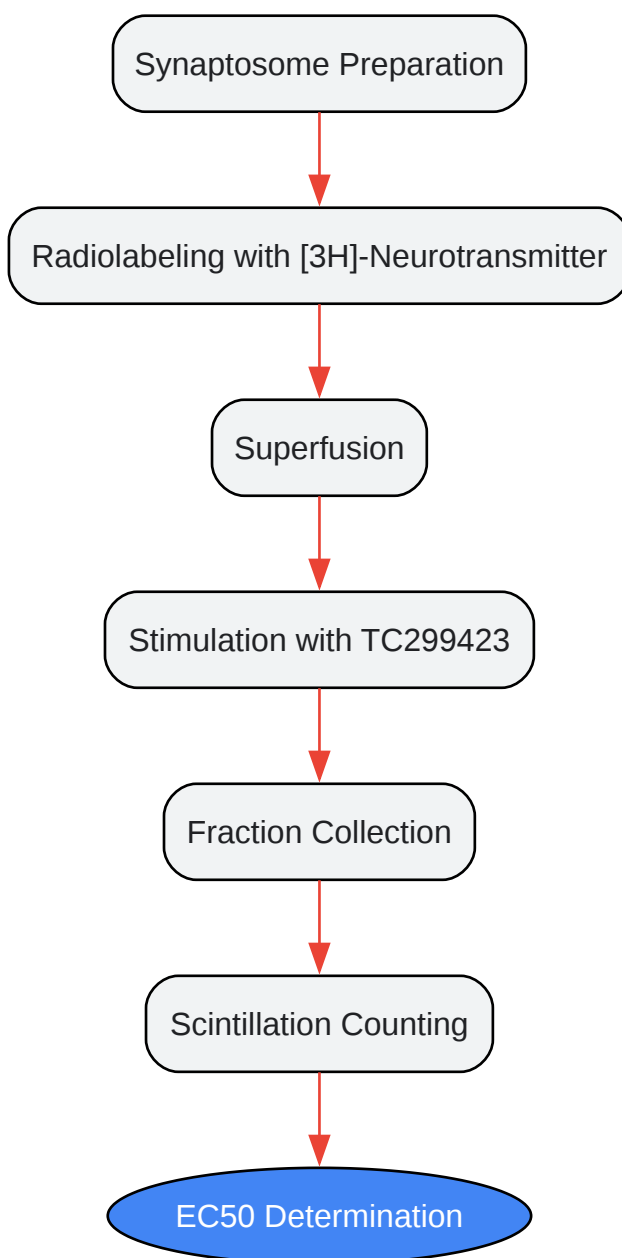 Synaptosome Preparation
Radiolabeling with [3H]-Neurotransmitter
Superfusion
Stimulation with TC299423
Fraction Collection
Scintillation Counting
EC50 Determination